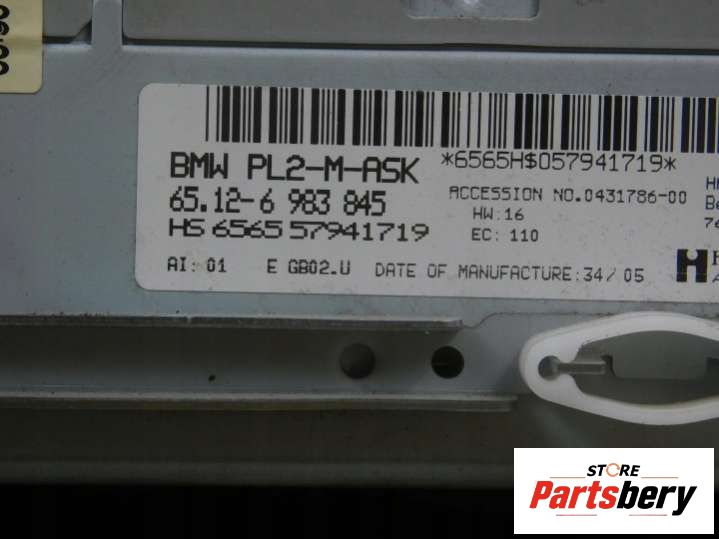 *6565H$057941719*
BMW PL2-M-ASK
65.12-6 983 845
HS 6565 57941719
ACCESSION NO.0431786-00
HW:16
EC: 110
AI: 01 E GB02.U DATE OF MANUFACTURE:34/05
STORE
Partsbery